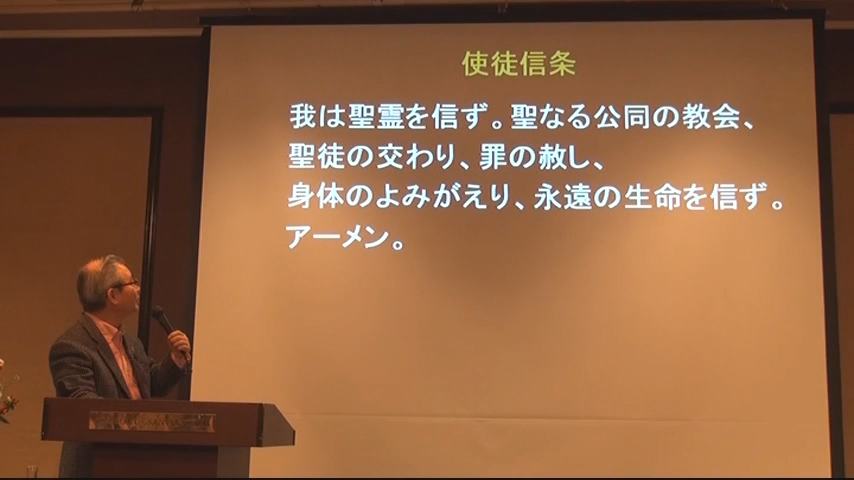 使徒信条
我は聖霊を信ず。聖なる公同の教会、
聖徒の交わり、罪の赦し、
身体のよみがえり、永遠の生命を信ず。
アーメン。